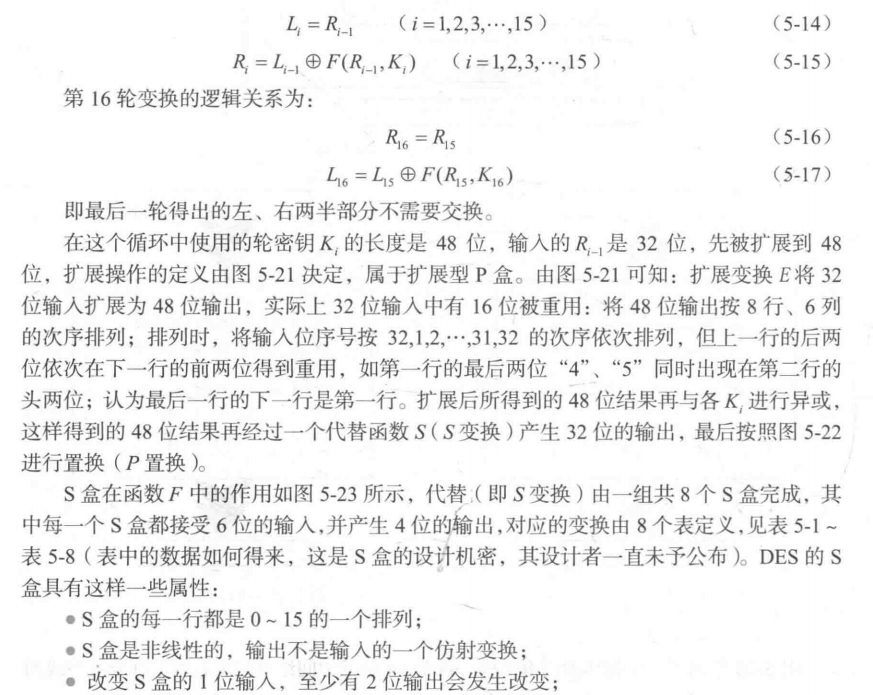 L_i = R_{i-1} （i=1,2,3,⋯,15） （5-14）
R_i = L_{i-1} ⊕ F(R_{i-1}, K_i) （i=1,2,3,⋯,15） （5-15）
第 16 轮变换的逻辑关系为：
R_{16} = R_{15} （5-16）
L_{16} = L_{15} ⊕ F(R_{15}, K_{16}) （5-17）
即最后一轮得出的左、右两半部分不需要交换。
在这个循环中使用的轮密钥 K_i 的长度是 48 位，输入的 R_{i-1} 是 32 位，先被扩展到 48
位，扩展操作的定义由图 5-21 决定，属于扩展型 P 盒。由图 5-21 可知：扩展变换 E 将 32
位输入扩展为 48 位输出，实际上 32 位输入中有 16 位被重用：将 48 位输出按 8 行、6 列
的次序排列；排列时，将输入位序号按 32,1,2,⋯,31,32 的次序依次排列，但上一行的后两
位依次在下一行的前两位得到重用，如第一行的最后两位“4”、“5”同时出现在第二行的
头两位；认为最后一行的下一行是第一行。扩展后所得到的 48 位结果再与各 K_i 进行异或，
这样得到的 48 位结果再经过一个代替函数 S（S 变换）产生 32 位的输出，最后按照图 5-22
进行置换（P 置换）。
S 盒在函数 F 中的作用如图 5-23 所示，代替（即 S 变换）由一组共 8 个 S 盒完成，其
中每一个 S 盒都接受 6 位的输入，并产生 4 位的输出，对应的变换由 8 个表定义，见表 5-1 ~
表 5-8（表中的数据如何得来，这是 S 盒的设计机密，其设计者一直未予公布）。DES 的 S
盒具有这样一些属性：
● S 盒的每一行都是 0 ~ 15 的一个排列；
● S 盒是非线性的，输出不是输入的一个仿射变换；
● 改变 S 盒的 1 位输入，至少有 2 位输出会发生改变；